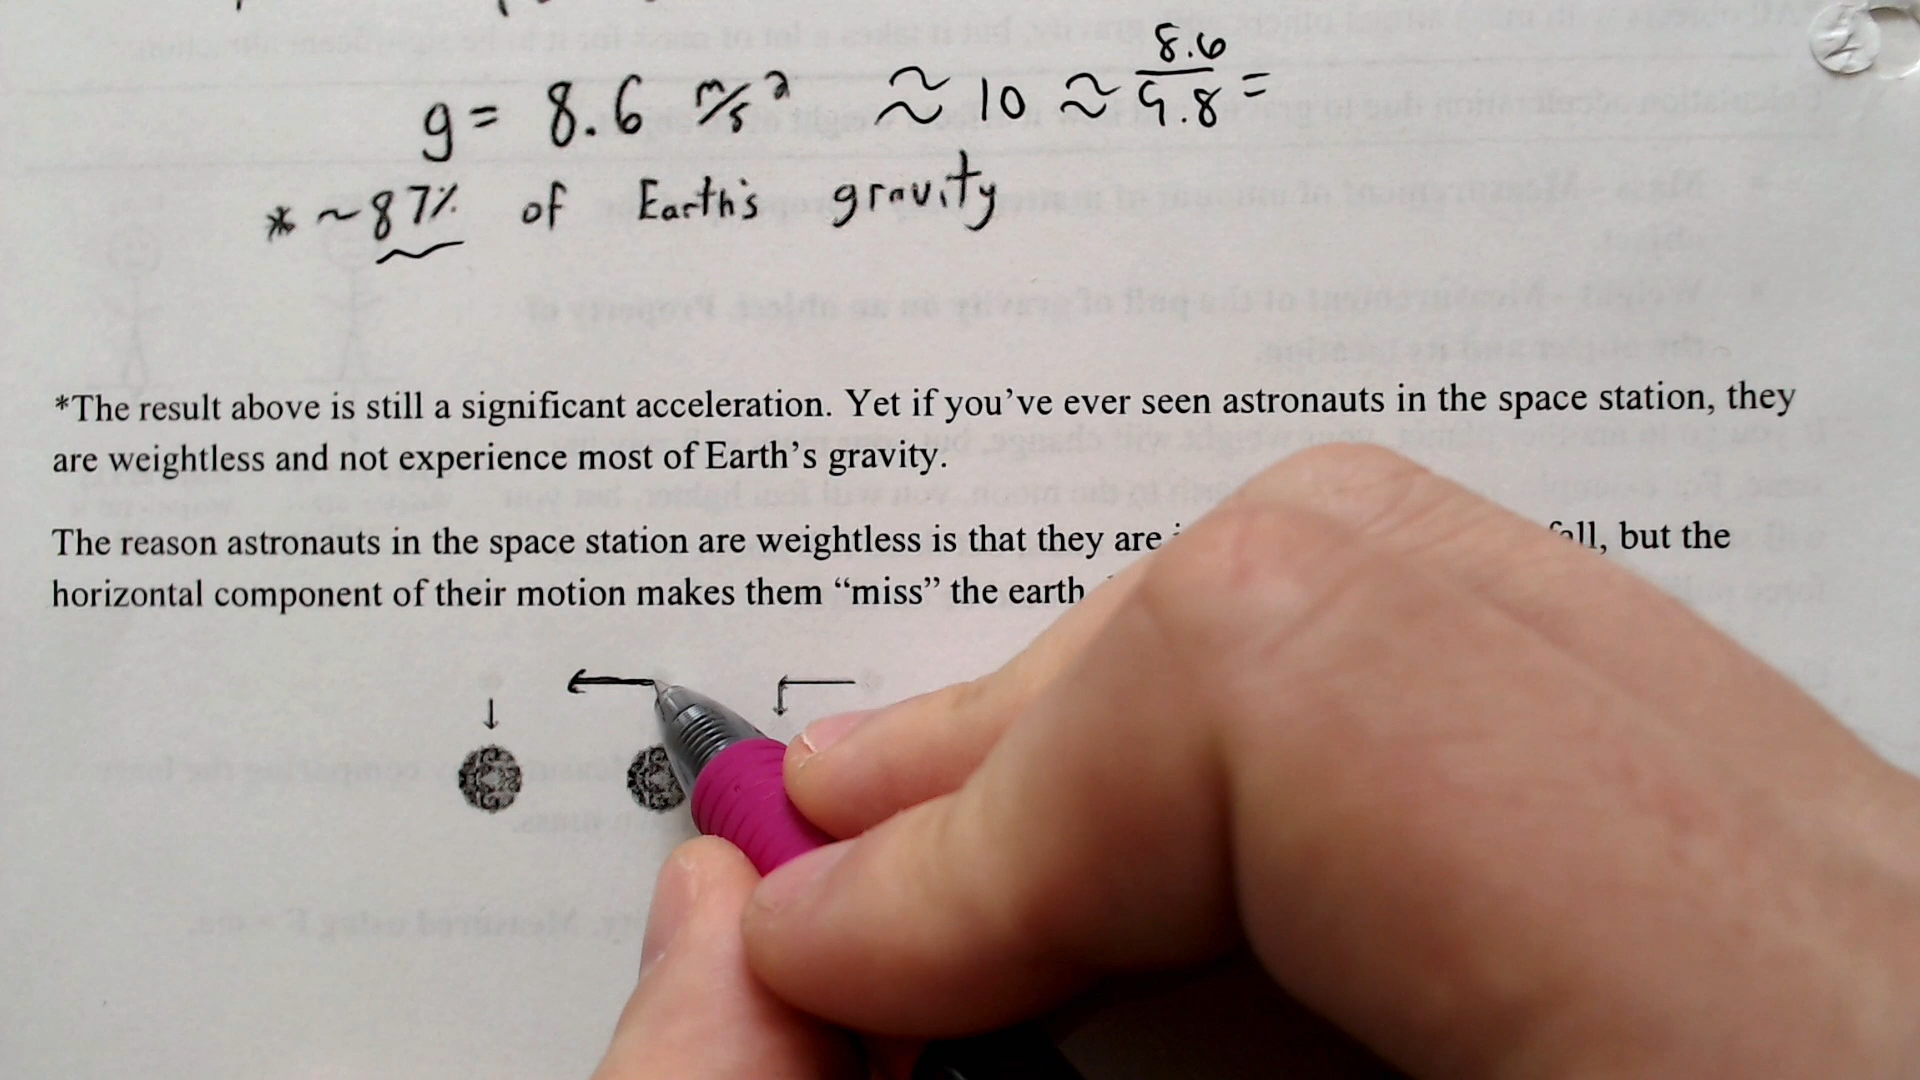 8.6
g = 8.6 m/s² ≈ 10 ≈ 9.8 =
* ~87% of Earth's gravity
*The result above is still a significant acceleration. Yet if you've ever seen astronauts in the space station, they
are weightless and not experience most of Earth's gravity.
The reason astronauts in the space station are weightless is that they are but the
horizontal component of their motion makes them “miss” the earth